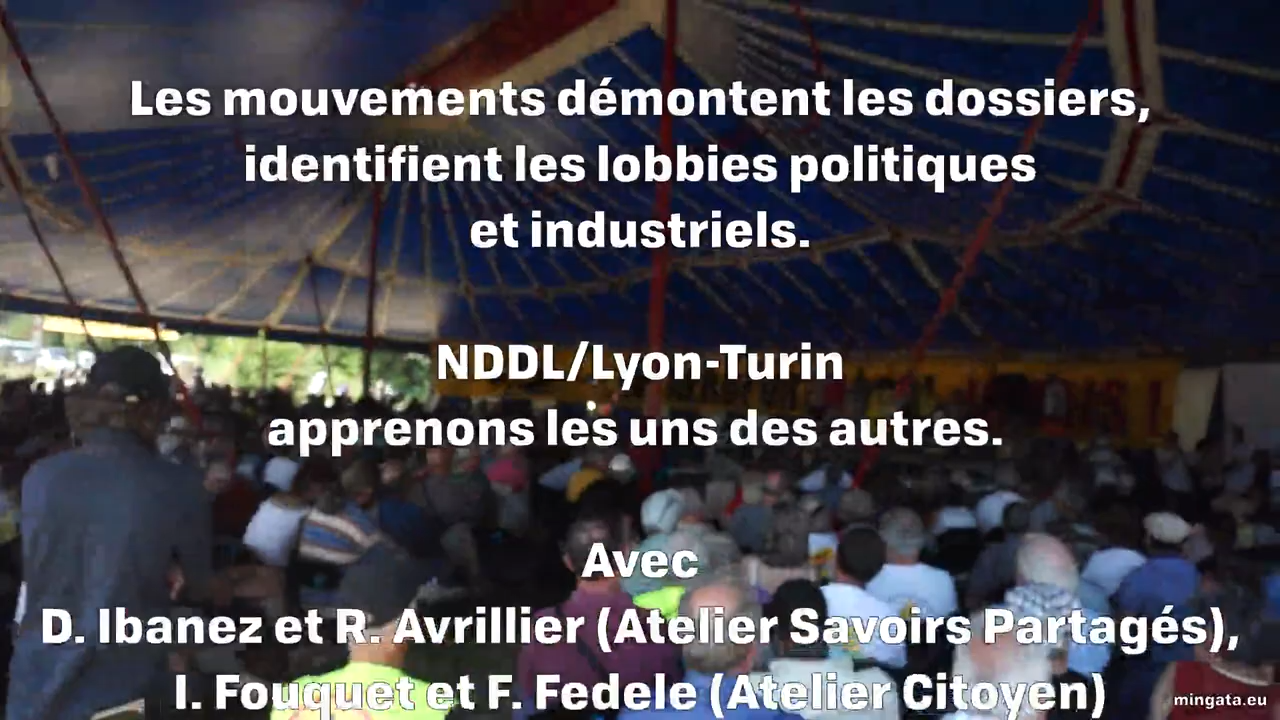 Les mouvements démontent les dossiers,
identifient les lobbies politiques
et industriels.
NDDL/Lyon-Turin
apprenons les uns des autres.
Avec
D. Ibanez et R. Avrillier (Atelier Savoirs Partagés),
I. Fouquet et F. Fedele (Atelier Citoyen)
mingata.eu